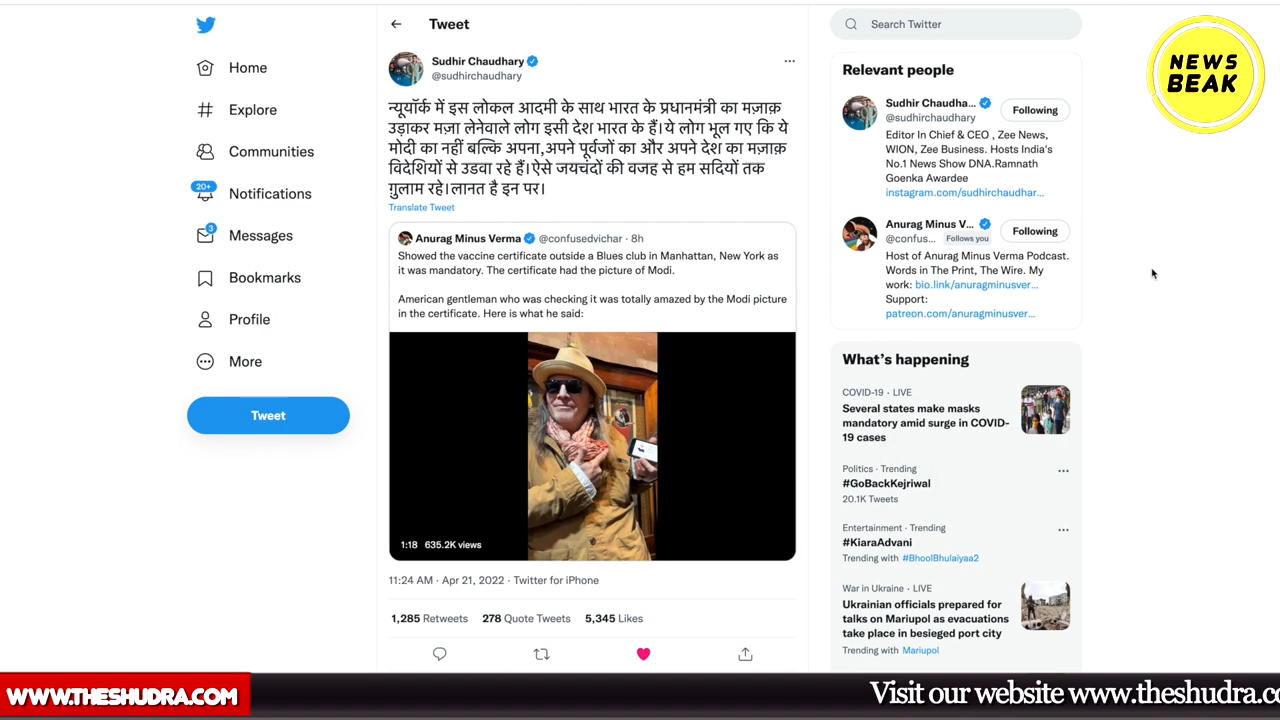 Tweet
Search Twitter
NEWS
BEAK
Home
Explore
Communities
20+
Notifications
3
Messages
Bookmarks
Profile
More
Tweet
Sudhir Chaudhary
@sudhirchaudhary
न्यूयॉर्क में इस लोकल आदमी के साथ भारत के प्रधानमंत्री का मज़ाक़
उड़ाकर मज़ा लेनेवाले लोग इसी देश भारत के हैं।ये लोग भूल गए कि ये
मोदी का नहीं बल्कि अपना,अपने पूर्वजों का और अपने देश का मज़ाक़
विदेशियों से उडवा रहे हैं।ऐसे जयचंदों की वजह से हम सदियों तक
ग़ुलाम रहे।लानत है इन पर।
Translate Tweet
Anurag Minus Verma @confusedvichar · 8h
Showed the vaccine certificate outside a Blues club in Manhattan, New York as
it was mandatory. The certificate had the picture of Modi.
American gentleman who was checking it was totally amazed by the Modi picture
in the certificate. Here is what he said:
1:18 635.2K views
11:24 AM · Apr 21, 2022 · Twitter for iPhone
1,285 Retweets 278 Quote Tweets 5,345 Likes
Relevant people
Sudhir Chaudha...
@sudhirchaudhary
Following
Editor In Chief & CEO , Zee News,
WION, Zee Business. Hosts India's
No.1 News Show DNA.Ramnath
Goenka Awardee
instagram.com/sudhirchaudhar...
Anurag Minus V...
@confus... Follows you
Following
Host of Anurag Minus Verma Podcast.
Words in The Print, The Wire. My
work: bio.link/anuragminusver...
Support:
patreon.com/anuragminusver...
What's happening
COVID-19 · LIVE
Several states make masks
mandatory amid surge in COVID-
19 cases
Politics · Trending
#GoBackKejriwal
20.1K Tweets
Entertainment · Trending
#KiaraAdvani
Trending with #BhoolBhulaiyaa2
War in Ukraine · LIVE
Ukrainian officials prepared for
talks on Mariupol as evacuations
take place in besieged port city
Trending with Mariupol
WWW.THESHUDRA.COM
Visit our website www.theshudra.co